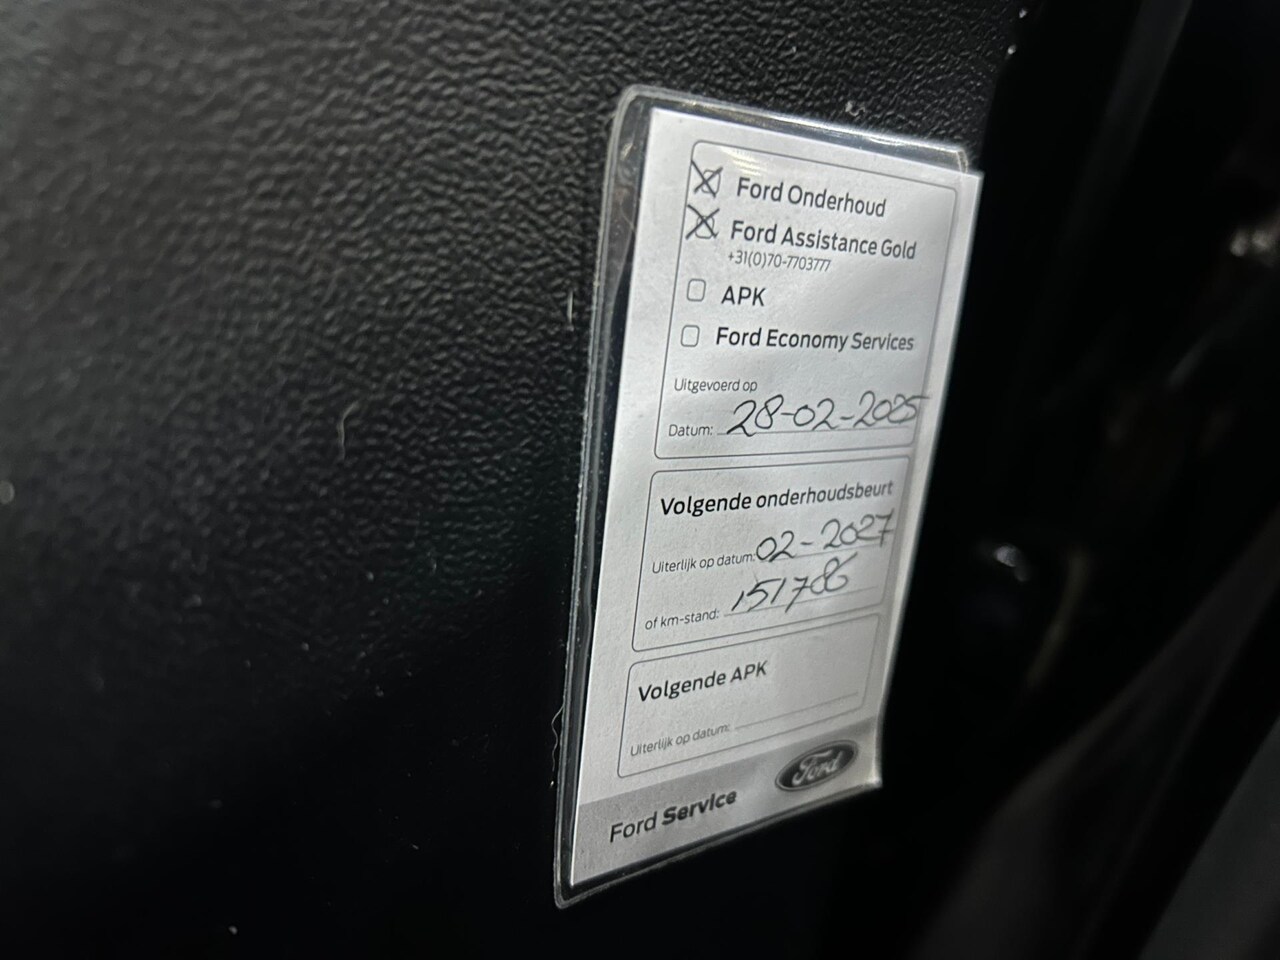 Ford Onderhoud
Ford Assistance Gold
+31(0)70-7703777
APK
Ford Economy Services
Uitgevoerd op
Datum: 28-02-2025
Volgende onderhoudsbeurt
Uiterlijk op datum: 02-2027
of km-stand: 151786
Volgende APK
Uiterlijk op datum:
Ford Service
Ford